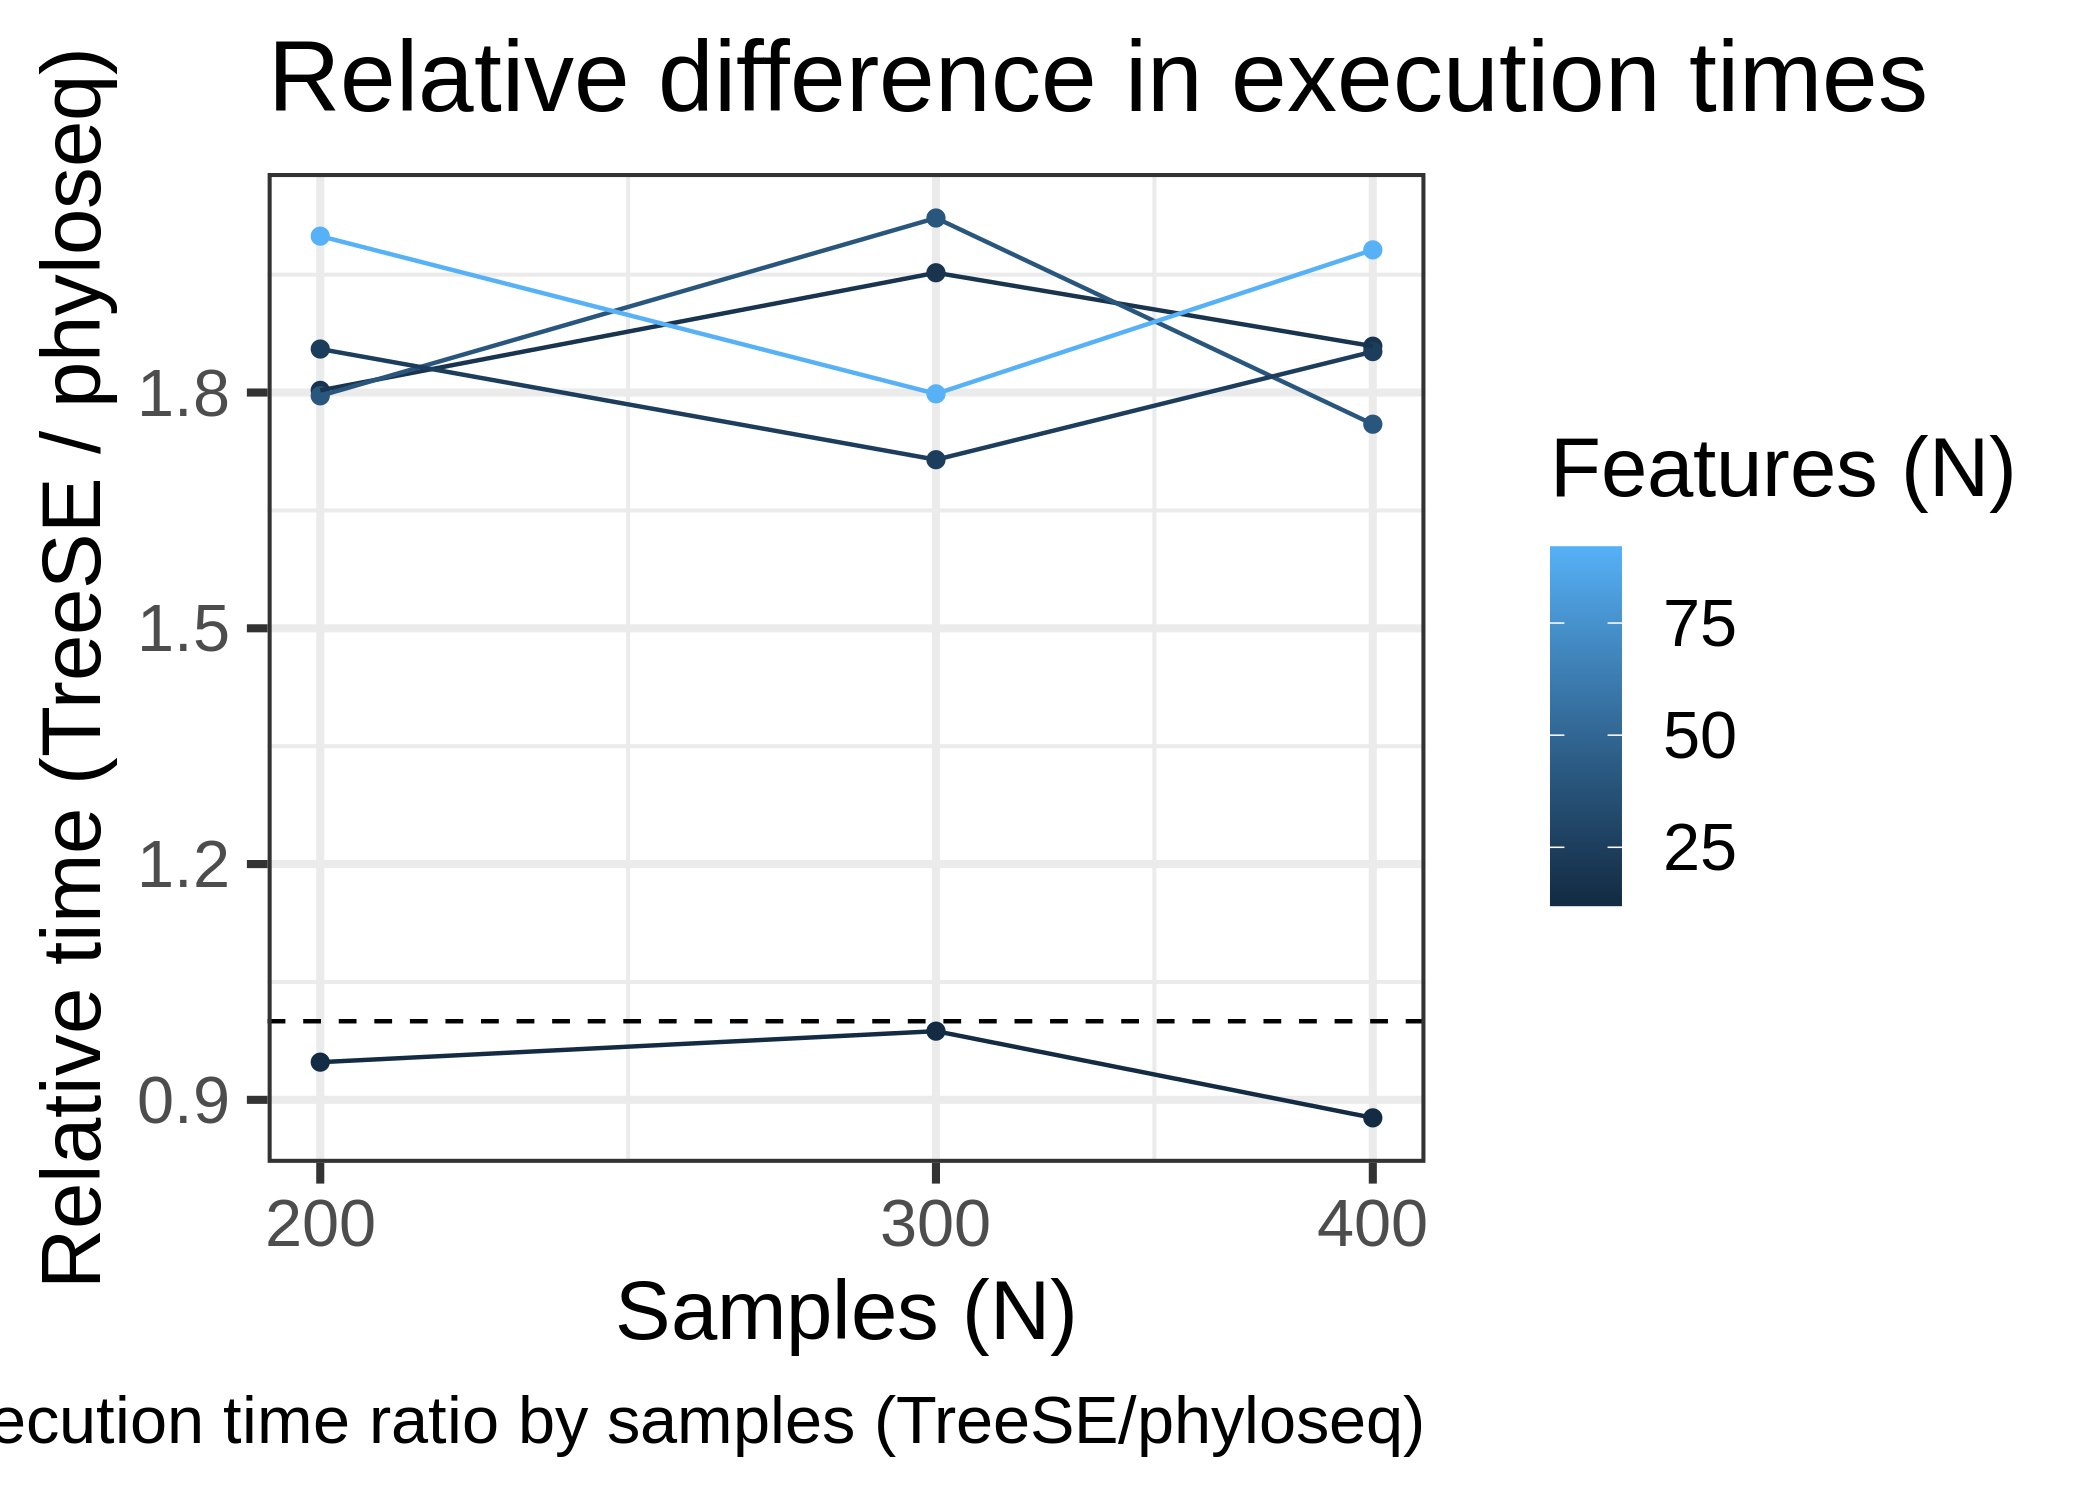 Relative difference in execution times
Relative time (TreeSE / phyloseq)
1.8
1.5
1.2
0.9
200 300 400
Samples (N)
Features (N)
75
50
25
ecution time ratio by samples (TreeSE/phyloseq)